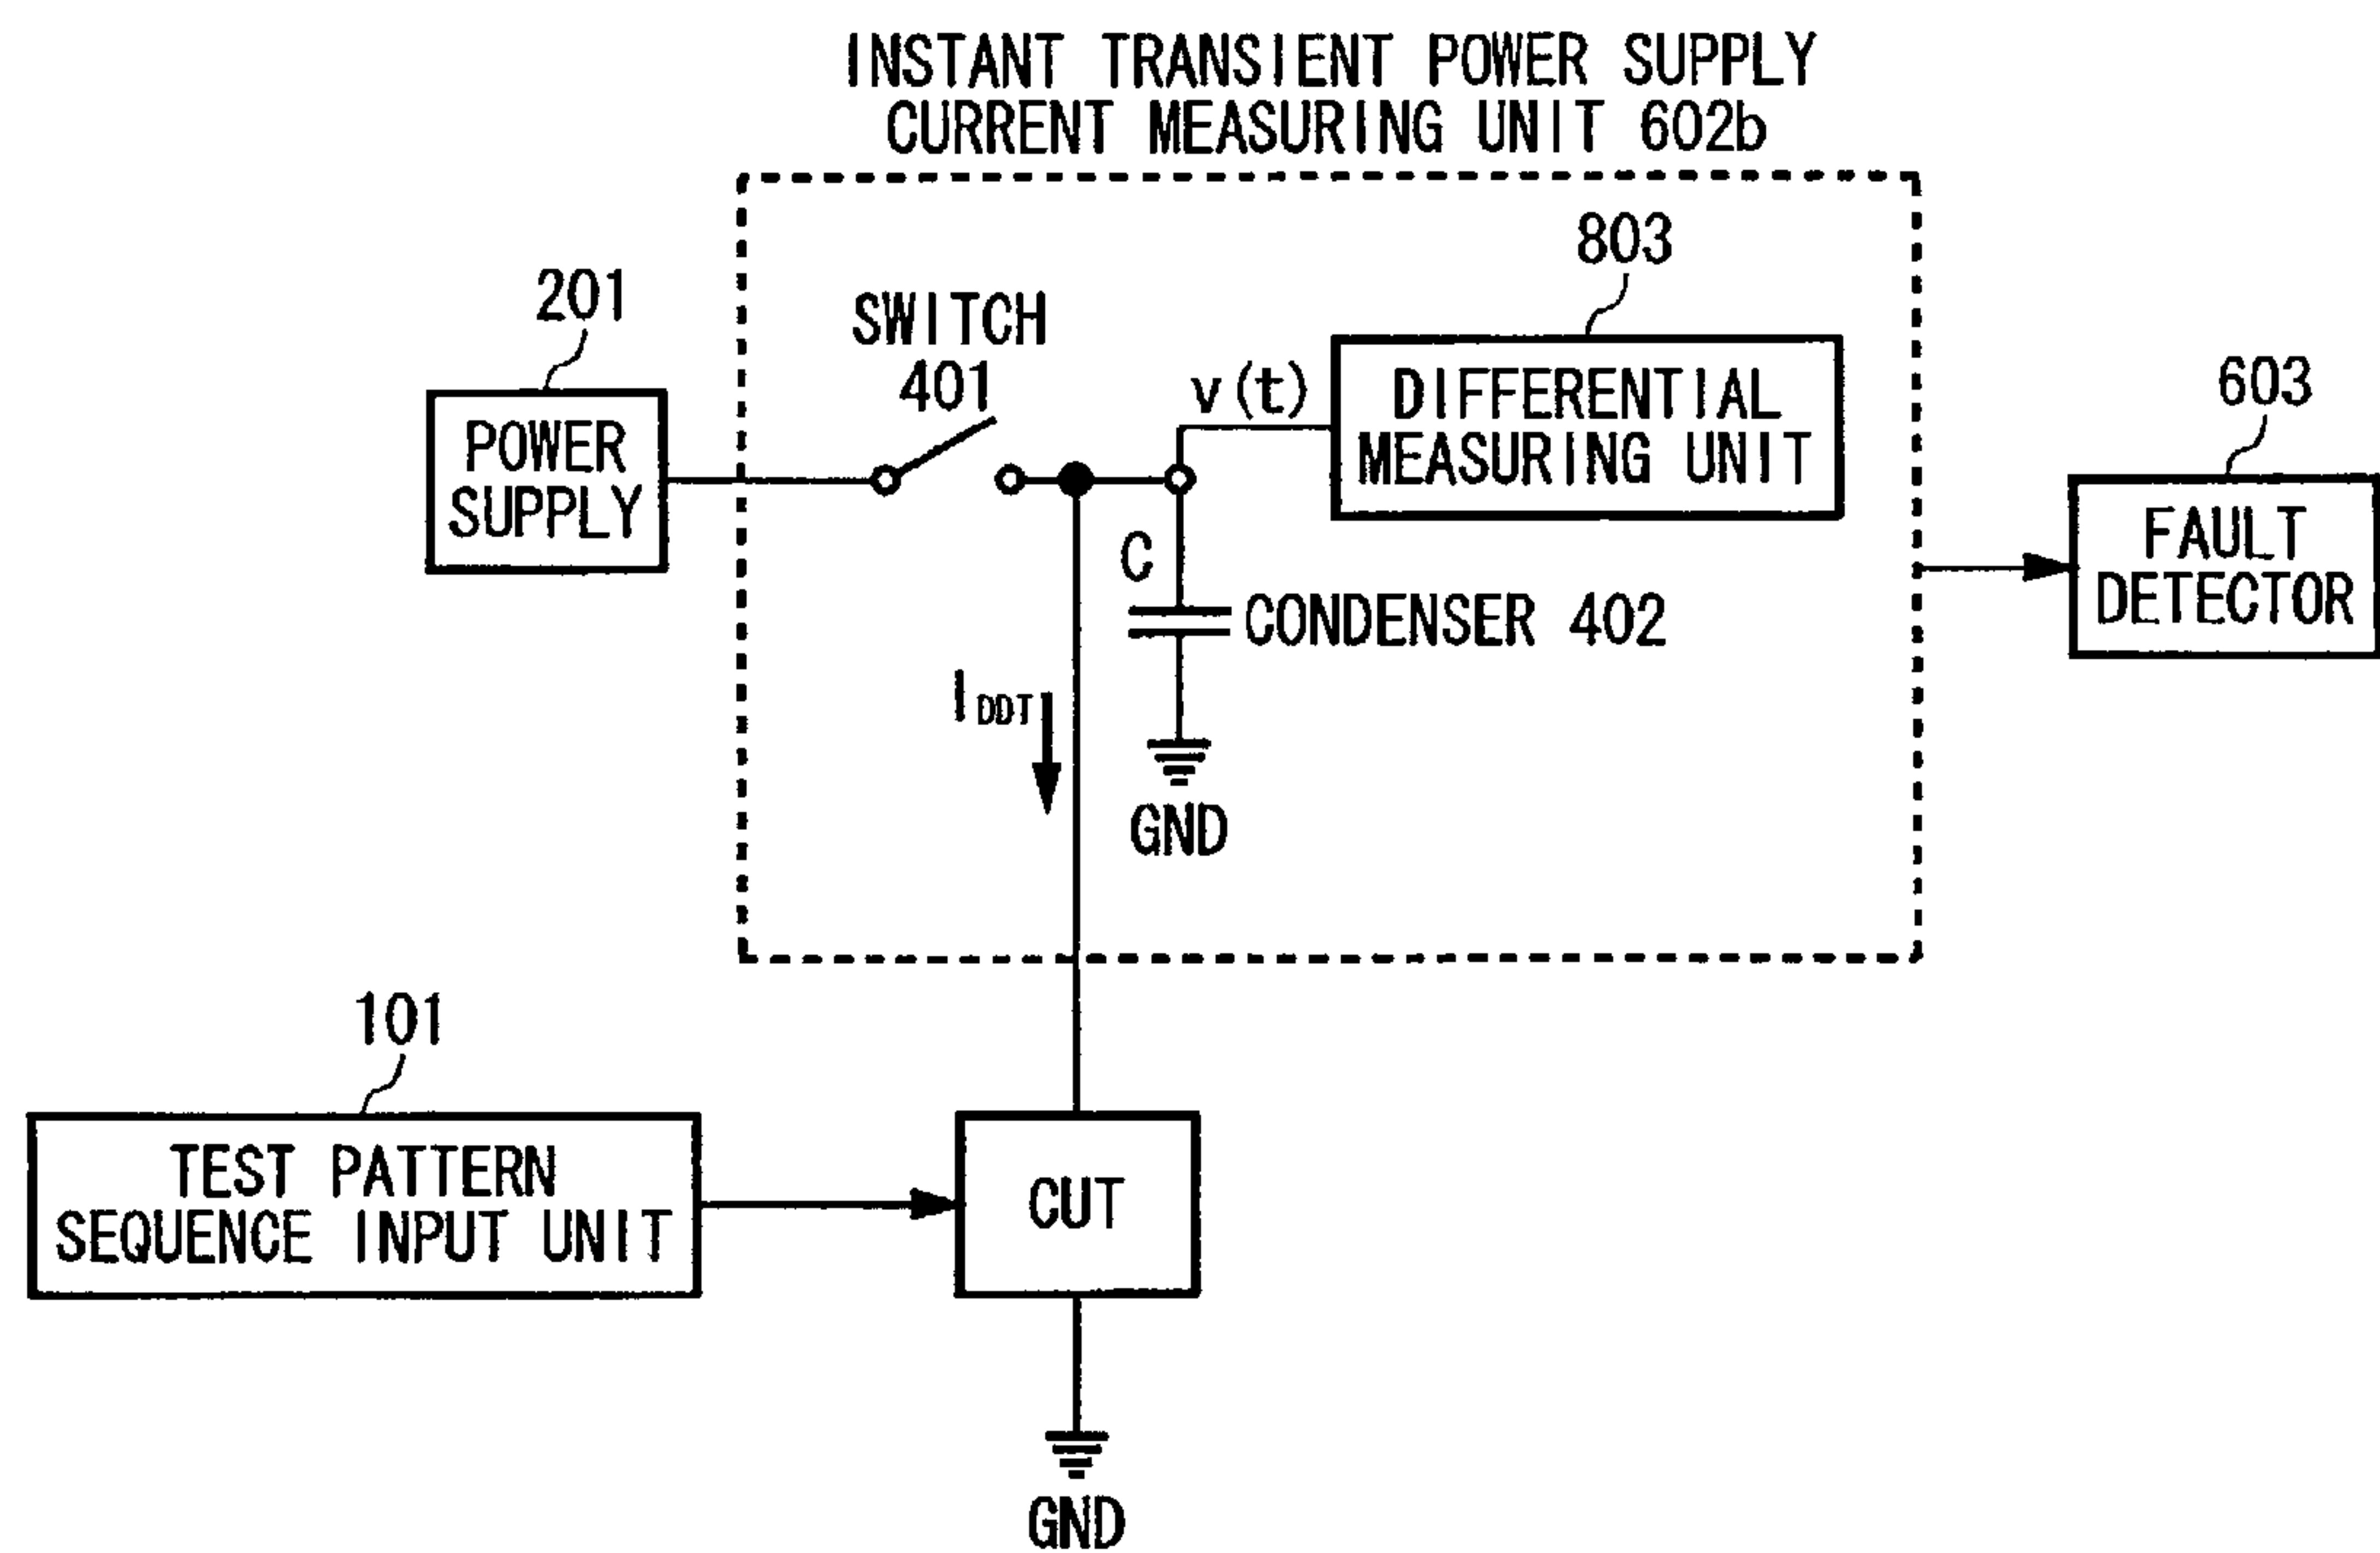 INSTANT TRANSIENT POWER SUPPLY
CURRENT MEASURING UNIT 602b
803
201
SWITCH
401
v(t)
DIFFERENTIAL
MEASURING UNIT
603
POWER
SUPPLY
FAULT
DETECTOR
C
CONDENSER 402
IDDT
GND
101
TEST PATTERN
SEQUENCE INPUT UNIT
CUT
GND